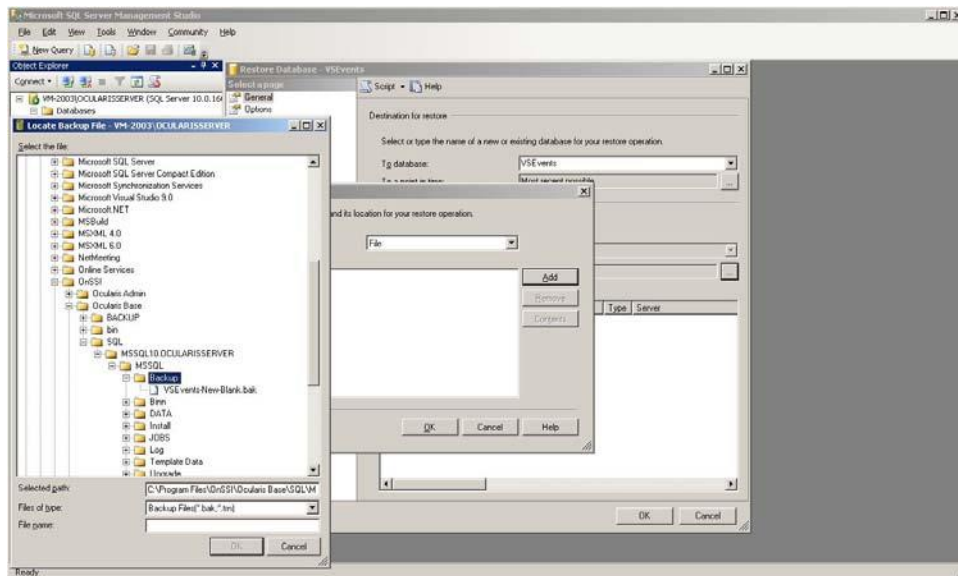 Microsoft SQL Server Management Studio
File Edit View Tools Window Community Help
New Query
Object Explorer
Connect
VM-2003\OCULARISSERVER (SQL Server 10.0.16
Databases
Restore Database - VSEvents
Select a page
General
Options
Script Help
Destination for restore
Select or type the name of a new or existing database for your restore operation.
To database: VSEvents
To a point in time: Most recent possible
Type Server
OK Cancel
and its location for your restore operation.
File
Add
Remove
Contents
OK Cancel Help
Locate Backup File - VM-2003\OCULARISSERVER
Select the file:
Microsoft SQL Server
Microsoft SQL Server Compact Edition
Microsoft Synchronization Services
Microsoft Visual Studio 9.0
Microsoft.NET
MSBuild
MSXML 4.0
MSXML 6.0
NetMeeting
Online Services
OnSSI
Ocularis Admin
Ocularis Base
BACKUP
bin
SQL
MSSQL10.OCULARISSERVER
MSSQL
Backup
VSEvents-New-Blank.bak
Binn
DATA
Install
JOBS
Log
Template Data
Upgrade
Selected path: C:\Program Files\OnSSI\Ocularis Base\SQL\M
Files of type: Backup Files(*.bak,*.trn)
File name:
OK Cancel
Ready